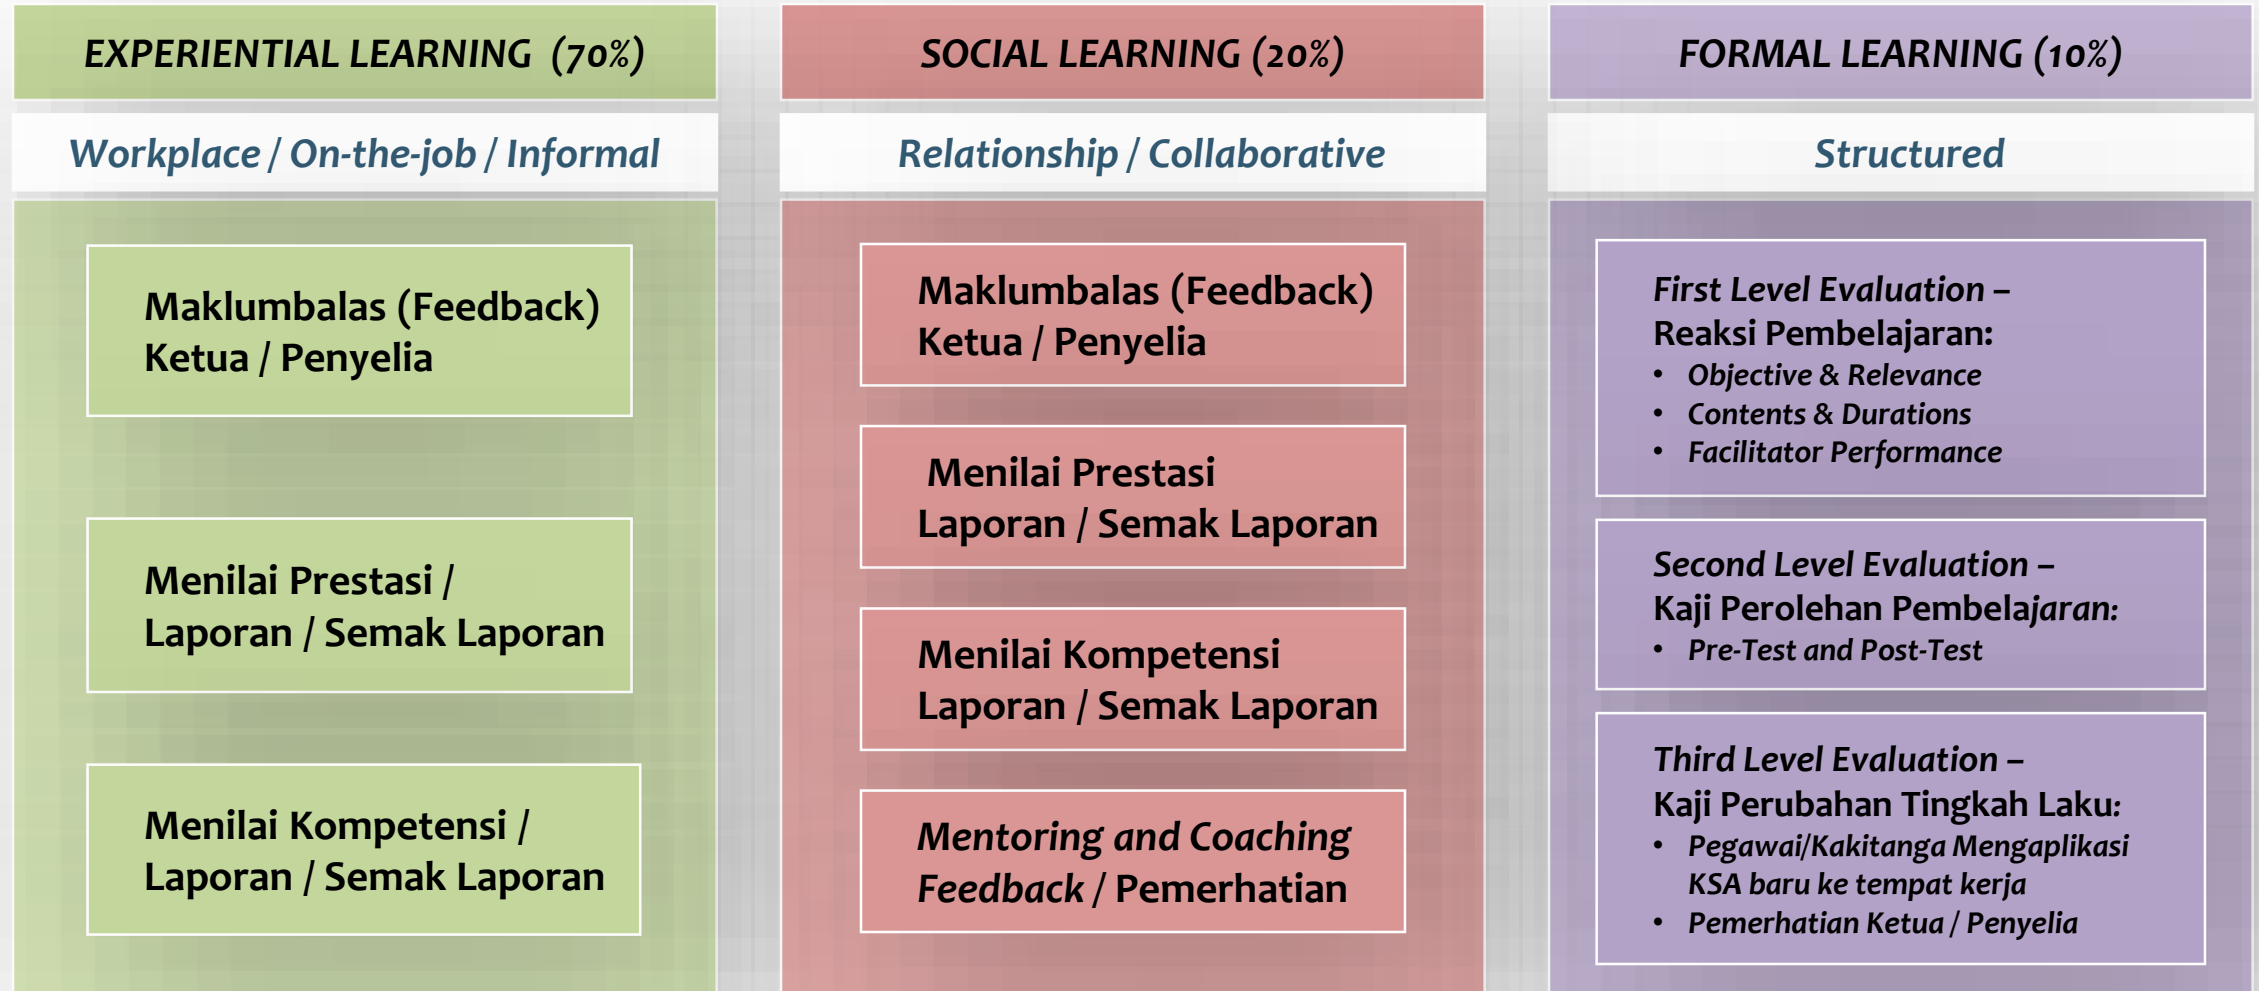 EXPERIENTIAL LEARNING (70%)
Workplace / On-the-job / Informal
Maklumbalas (Feedback)
Ketua / Penyelia
Menilai Prestasi /
Laporan / Semak Laporan
Menilai Kompetensi /
Laporan / Semak Laporan
SOCIAL LEARNING (20%)
Relationship / Collaborative
Maklumbalas (Feedback)
Ketua / Penyelia
Menilai Prestasi
Laporan / Semak Laporan
Menilai Kompetensi
Laporan / Semak Laporan
Mentoring and Coaching
Feedback / Pemerhatian
FORMAL LEARNING (10%)
Structured
First Level Evaluation –
Reaksi Pembelajaran:
• Objective & Relevance
• Contents & Durations
• Facilitator Performance
Second Level Evaluation –
Kaji Perolehan Pembelajaran:
• Pre-Test and Post-Test
Third Level Evaluation –
Kaji Perubahan Tingkah Laku:
• Pegawai/Kakitanga Mengaplikasi
KSA baru ke tempat kerja
• Pemerhatian Ketua / Penyelia